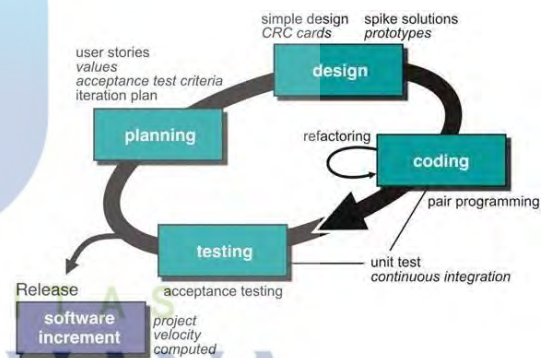 simple design
CRC cards
spike solutions
prototypes
user stories
values
acceptance test criteria
iteration plan
design
planning
refactoring
coding
pair programming
testing
unit test
continuous integration
acceptance testing
Release
software
increment
project
velocity
computed